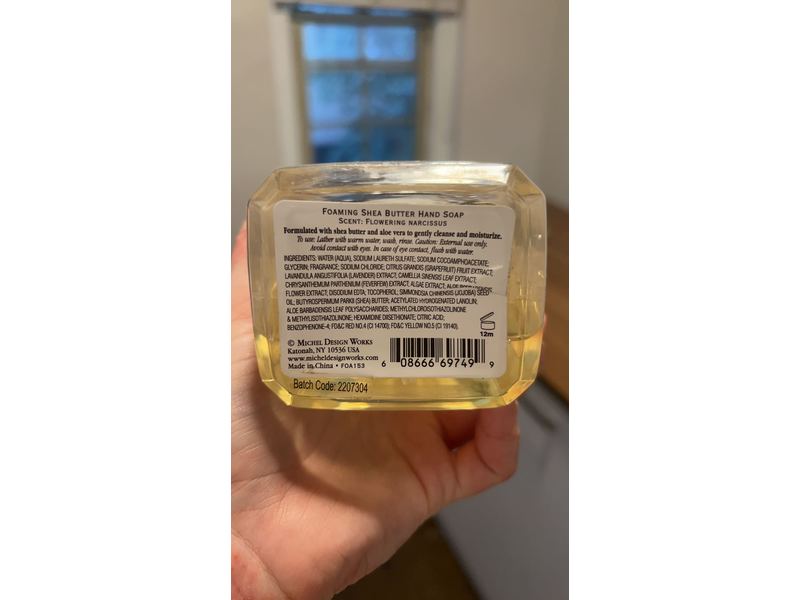 FOAMING SHEA BUTTER HAND SOAP
SCENT: FLOWERING NARCISSUS
Formulated with shea butter and aloe vera to gently cleanse and moisturize.
To use: Lather with warm water, wash, rinse. Caution: External use only.
Avoid contact with eyes. In case of eye contact, flush with water.
INGREDIENTS: WATER (AQUA), SODIUM LAURETH SULFATE; SODIUM COCOAMPHOACETATE;
GLYCERIN; FRAGRANCE; SODIUM CHLORIDE; CITRUS GRANDIS (GRAPEFRUIT) FRUIT EXTRACT;
LAVANDULA ANGUSTIFOLIA (LAVENDER) EXTRACT; CAMELLIA SINENSIS LEAF EXTRACT;
CHRYSANTHEMUM PARTHENIUM (FEVERFEW) EXTRACT; ALGAE EXTRACT; ALOE BARBADENSIS
FLOWER EXTRACT; DISODIUM EDTA; TOCOPHEROL; SIMMONDSIA CHINENSIS (JOJOBA) SEED
OIL; BUTYROSPERMUM PARKII (SHEA) BUTTER; ACETYLATED HYDROGENATED LANOLIN;
ALOE BARBADENSIS LEAF POLYSACCHARIDES; METHYLCHLOROISOTHIAZOLINONE
& METHYLISOTHIAZOLINONE; HEXAMIDINE DIISETHIONATE; CITRIC ACID;
BENZOPHENONE-4; FD&C RED NO.4 (CI 14700); FD&C YELLOW NO.5 (CI 19140).
12m
© MICHEL DESIGN WORKS
Katonah, NY 10536 USA
www.micheldesignworks.com
Made in China • FOA153
6 08666 69749 9
Batch Code: 2207304